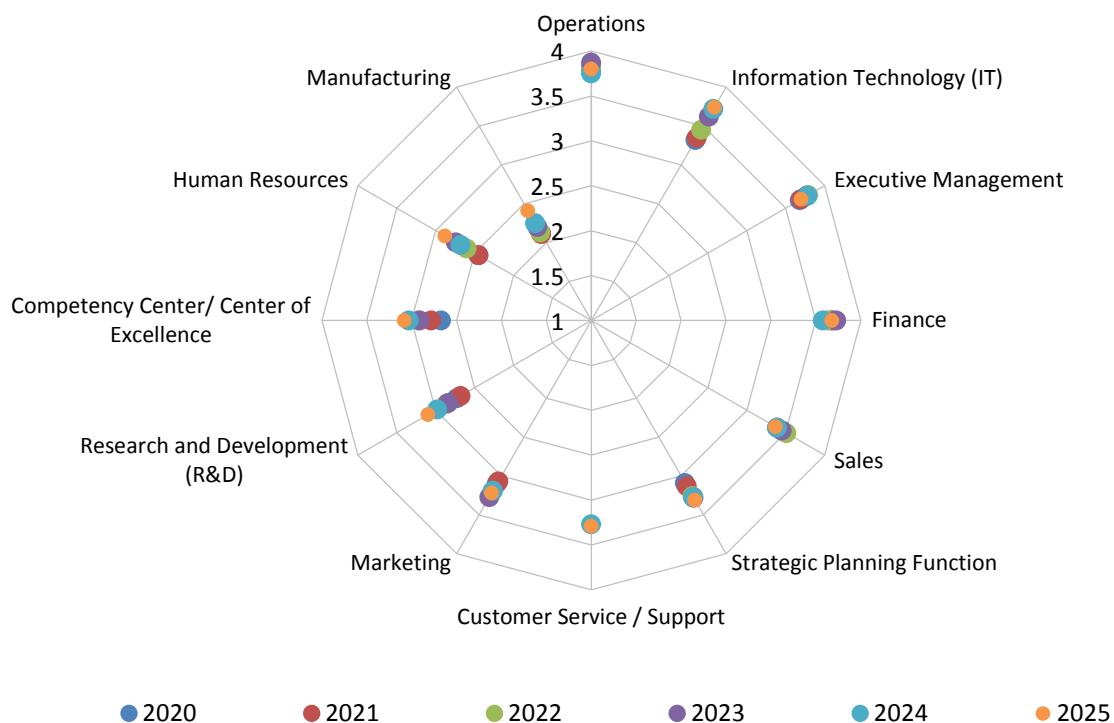 Operations
4
Manufacturing
Information Technology (IT)
3.5
3
Human Resources
Executive Management
2.5
2
1.5
Competency Center/ Center of
Excellence
1
Finance
Research and Development
(R&D)
Sales
Marketing
Strategic Planning Function
Customer Service / Support
2020 2021 2022 2023 2024 2025